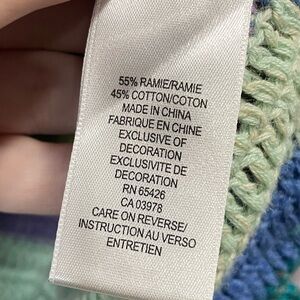 55% RAMIE/RAMIE
45% COTTON/COTON
MADE IN CHINA
FABRIQUE EN CHINE
EXCLUSIVE OF
DECORATION
EXCLUSIVITE DE
DECORATION
RN 65426
CA 03978
CARE ON REVERSE/
INSTRUCTION AU VERSO
ENTRETIEN